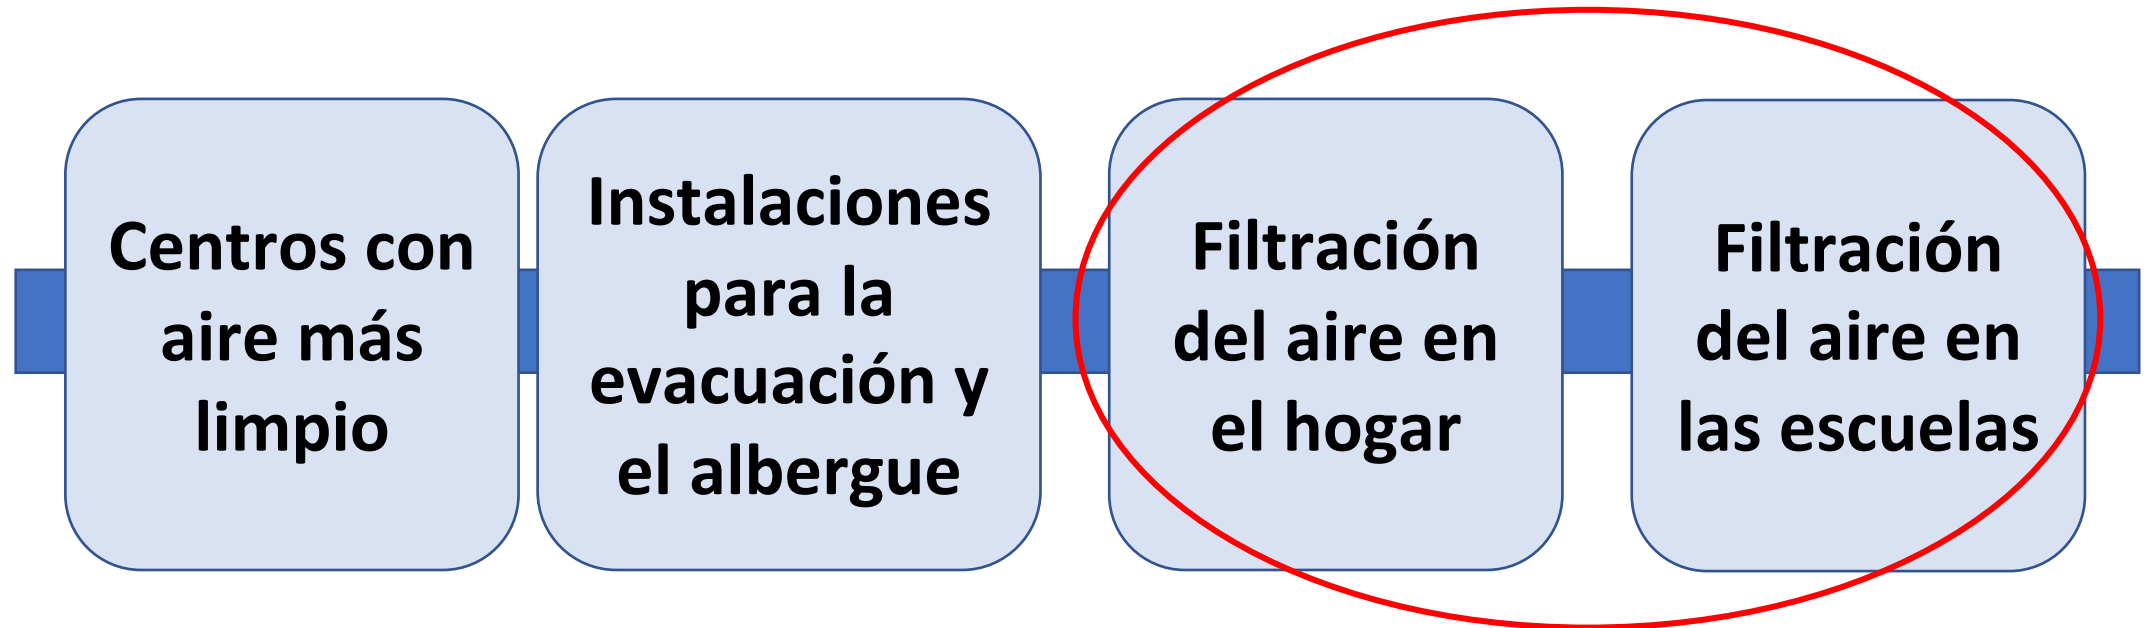 Centros con
aire más
limpio
Instalaciones
para la
evacuación y
el albergue
Filtración
del aire en
el hogar
Filtración
del aire en
las escuelas